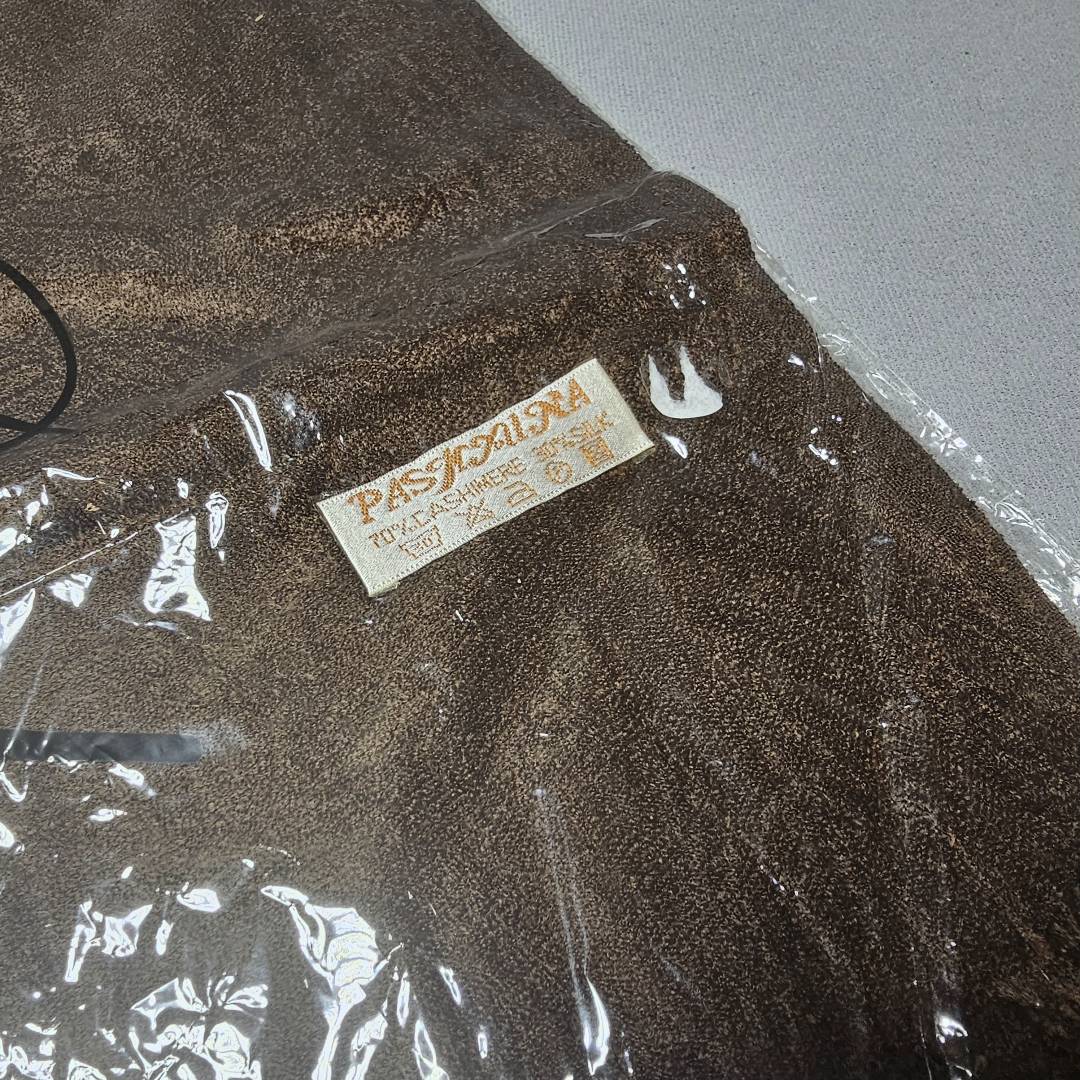 PASHMINA
70% CASHMERE 30% SILK